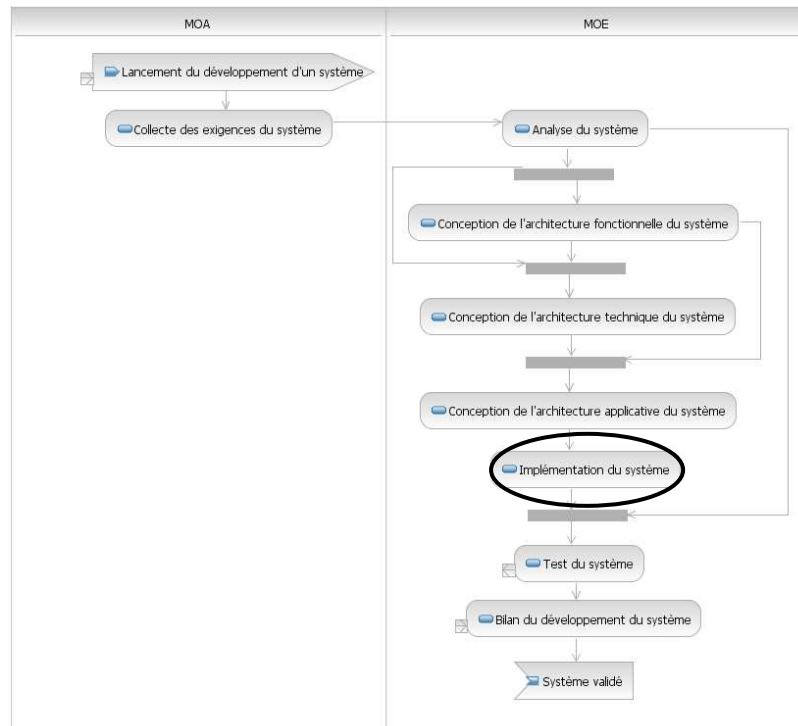 MOA
MOE
Lancement du développement d'un système
Collecte des exigences du système
Analyse du système
Conception de l'architecture fonctionnelle du système
Conception de l'architecture technique du système
Conception de l'architecture applicative du système
Implémentation du système
Test du système
Bilan du développement du système
Système validé